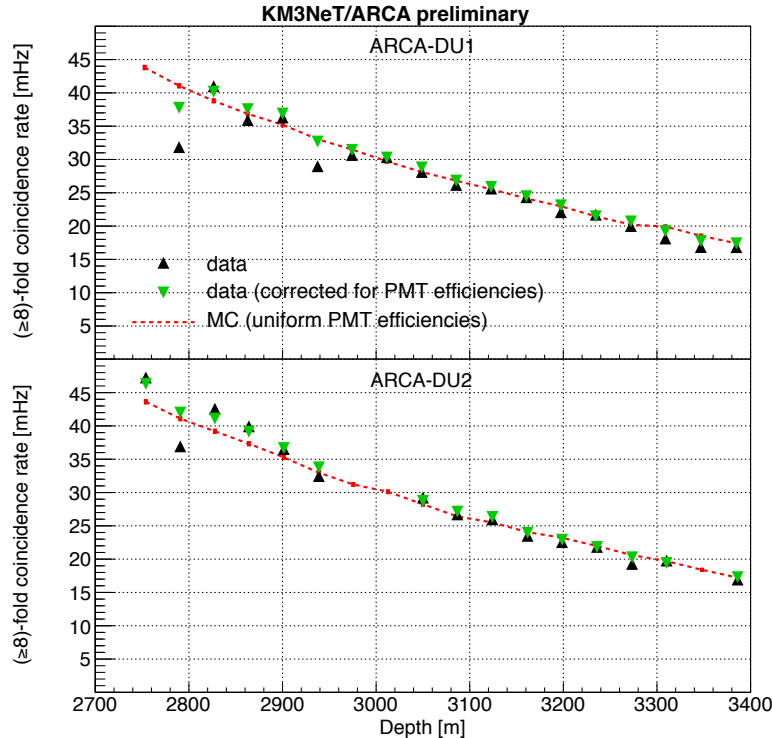 KM3NeT/ARCA preliminary
ARCA-DU1
(≥8)-fold coincidence rate [mHz]
45
40
35
30
25
20
15
10
5
data
data (corrected for PMT efficiencies)
MC (uniform PMT efficiencies)
ARCA-DU2
(≥8)-fold coincidence rate [mHz]
45
40
35
30
25
20
15
10
5
2700 2800 2900 3000 3100 3200 3300 3400
Depth [m]